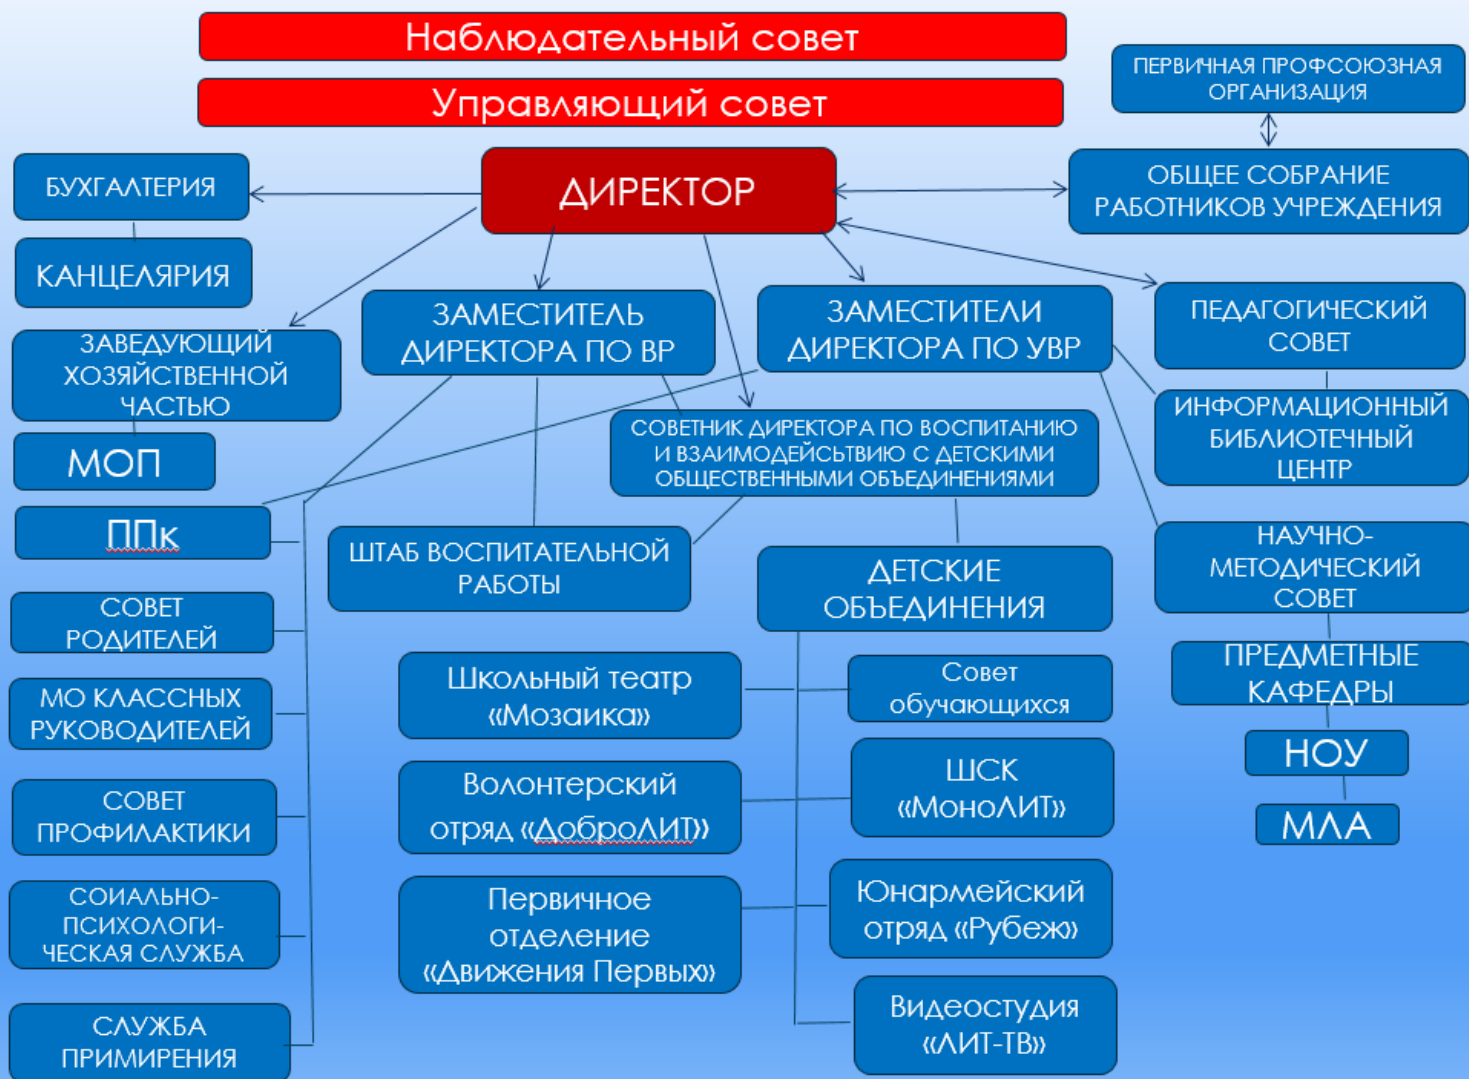 Наблюдательный совет
Управляющий совет
ПЕРВИЧНАЯ ПРОФСОЮЗНАЯ
ОРГАНИЗАЦИЯ
БУХГАЛТЕРИЯ
ДИРЕКТОР
ОБЩЕЕ СОБРАНИЕ
РАБОТНИКОВ УЧРЕЖДЕНИЯ
КАНЦЕЛЯРИЯ
ЗАМЕСТИТЕЛЬ
ДИРЕКТОРА ПО ВР
ЗАМЕСТИТЕЛИ
ДИРЕКТОРА ПО УВР
ПЕДАГОГИЧЕСКИЙ
СОВЕТ
ЗАВЕДУЮЩИЙ
ХОЗЯЙСТВЕННОЙ
ЧАСТЬЮ
СОВЕТНИК ДИРЕКТОРА ПО ВОСПИТАНИЮ
И ВЗАИМОДЕЙСЬТВИЮ С ДЕТСКИМИ
ОБЩЕСТВЕННЫМИ ОБЪЕДИНЕНИЯМИ
ИНФОРМАЦИОННЫЙ
БИБЛИОТЕЧНЫЙ
ЦЕНТР
МОП
ППк
ШТАБ ВОСПИТАТЕЛЬНОЙ
РАБОТЫ
ДЕТСКИЕ
ОБЪЕДИНЕНИЯ
НАУЧНО-
МЕТОДИЧЕСКИЙ
СОВЕТ
СОВЕТ
РОДИТЕЛЕЙ
Школьный театр
«Мозаика»
Совет
обучающихся
ПРЕДМЕТНЫЕ
КАФЕДРЫ
МО КЛАССНЫХ
РУКОВОДИТЕЛЕЙ
Волонтерский
отряд «ДоброЛИТ»
ШСК
«МоноЛИТ»
НОУ
СОВЕТ
ПРОФИЛАКТИКИ
МЛА
СОИАЛЬНО-
ПСИХОЛОГИ-
ЧЕСКАЯ СЛУЖБА
Первичное
отделение
«Движения Первых»
Юнармейский
отряд «Рубеж»
СЛУЖБА
ПРИМИРЕНИЯ
Видеостудия
«ЛИТ-ТВ»